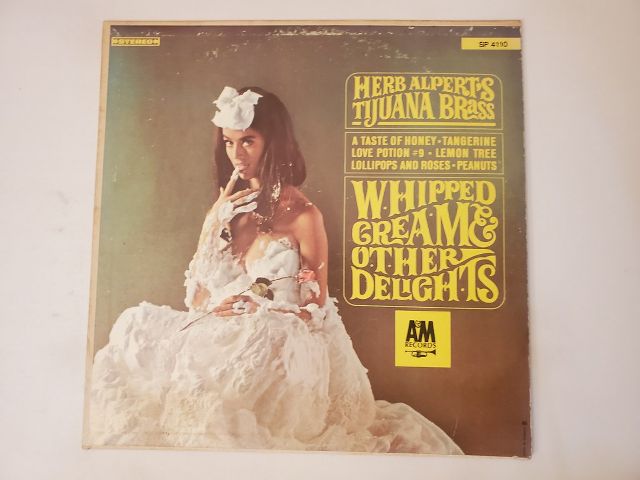 STEREO
SP 4110
HERB ALPERT'S
TIJUANA BRASS
A TASTE OF HONEY • TANGERINE
LOVE POTION #9 • LEMON TREE
LOLLIPOPS AND ROSES • PEANUTS
WHIPPED
CREAM &
OTHER
DELIGHTS
A&M
RECORDS